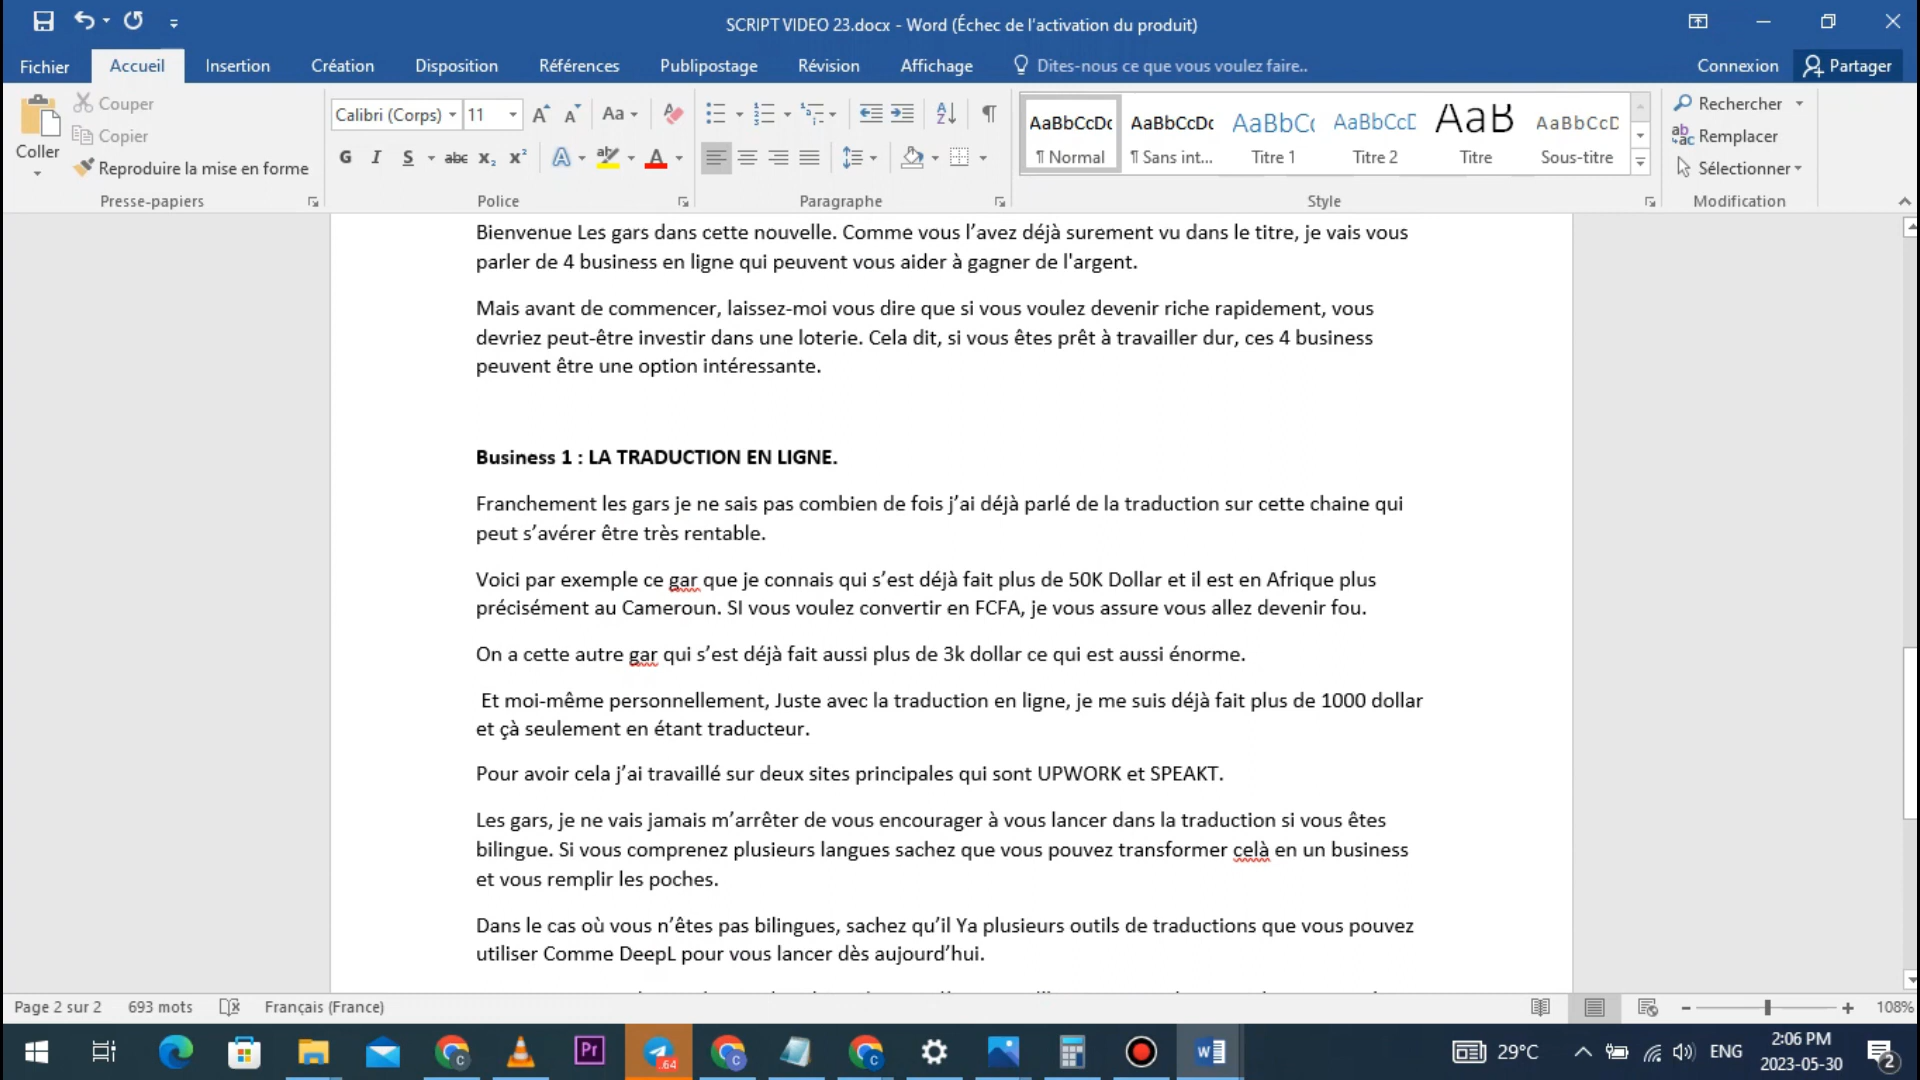 SCRIPT VIDEO 23.docx - Word (Échec de l'activation du produit)
Fichier Accueil Insertion Création Disposition Références Publipostage Révision Affichage Dites-nous ce que vous voulez faire.. Connexion Partager
Coller
Couper
Copier
Reproduire la mise en forme
Presse-papiers
Calibri (Corps) 11 Aa
G I S abc x₂ x² A ab A
Police
Paragraphe
AaBbCcDc AaBbCcDc AaBbCc AaBbCcD AaB AaBbCcD
¶ Normal ¶ Sans int... Titre 1 Titre 2 Titre Sous-titre
Style
Rechercher
Remplacer
Sélectionner
Modification
Bienvenue Les gars dans cette nouvelle. Comme vous l’avez déjà surement vu dans le titre, je vais vous
parler de 4 business en ligne qui peuvent vous aider à gagner de l'argent.
Mais avant de commencer, laissez-moi vous dire que si vous voulez devenir riche rapidement, vous
devriez peut-être investir dans une loterie. Cela dit, si vous êtes prêt à travailler dur, ces 4 business
peuvent être une option intéressante.
Business 1 : LA TRADUCTION EN LIGNE.
Franchement les gars je ne sais pas combien de fois j’ai déjà parlé de la traduction sur cette chaine qui
peut s’avérer être très rentable.
Voici par exemple ce gar que je connais qui s’est déjà fait plus de 50K Dollar et il est en Afrique plus
précisément au Cameroun. SI vous voulez convertir en FCFA, je vous assure vous allez devenir fou.
On a cette autre gar qui s’est déjà fait aussi plus de 3k dollar ce qui est aussi énorme.
Et moi-même personnellement, Juste avec la traduction en ligne, je me suis déjà fait plus de 1000 dollar
et çà seulement en étant traducteur.
Pour avoir cela j’ai travaillé sur deux sites principales qui sont UPWORK et SPEAKT.
Les gars, je ne vais jamais m’arrêter de vous encourager à vous lancer dans la traduction si vous êtes
bilingue. Si vous comprenez plusieurs langues sachez que vous pouvez transformer celà en un business
et vous remplir les poches.
Dans le cas où vous n’êtes pas bilingues, sachez qu’il Ya plusieurs outils de traductions que vous pouvez
utiliser Comme DeepL pour vous lancer dès aujourd’hui.
Page 2 sur 2 693 mots Français (France) 108%
Pr .64 29°C ENG 2:06 PM
2023-05-30 2